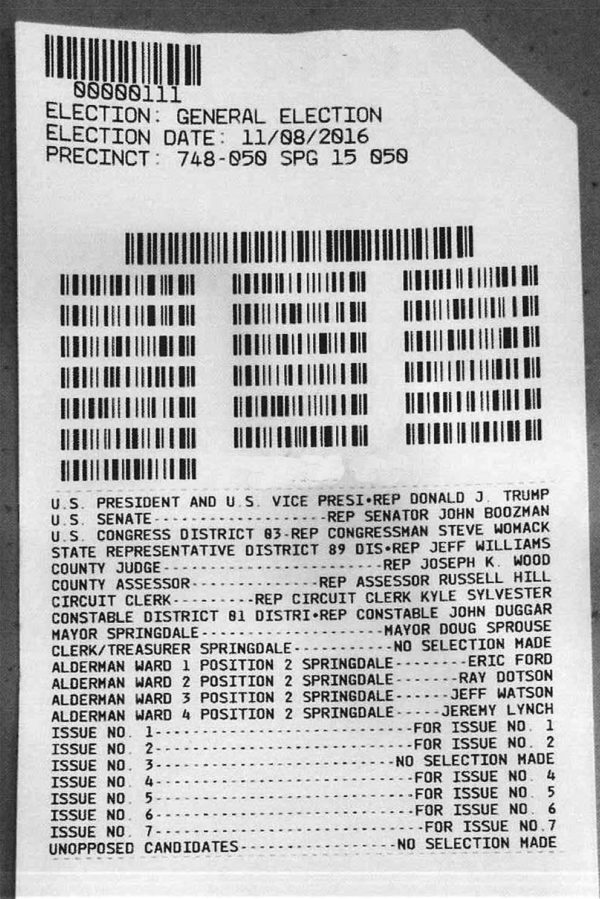 00000111
ELECTION: GENERAL ELECTION
ELECTION DATE: 11/08/2016
PRECINCT: 748-050 SPG 15 050
U.S. PRESIDENT AND U.S. VICE PRESI•REP DONALD J. TRUMP
U.S. SENATE-------------------REP SENATOR JOHN BOOZMAN
U.S. CONGRESS DISTRICT 03-REP CONGRESSMAN STEVE WOMACK
STATE REPRESENTATIVE DISTRICT 89 DIS•REP JEFF WILLIAMS
COUNTY JUDGE-------------------------REP JOSEPH K. WOOD
COUNTY ASSESSOR--------------REP ASSESSOR RUSSELL HILL
CIRCUIT CLERK---------REP CIRCUIT CLERK KYLE SYLVESTER
CONSTABLE DISTRICT 01 DISTRI•REP CONSTABLE JOHN DUGGAR
MAYOR SPRINGDALE--------------------MAYOR DOUG SPROUSE
CLERK/TREASURER SPRINGDALE-----------NO SELECTION MADE
ALDERMAN WARD 1 POSITION 2 SPRINGDALE--------ERIC FORD
ALDERMAN WARD 2 POSITION 2 SPRINGDALE-------RAY DOTSON
ALDERMAN WARD 3 POSITION 2 SPRINGDALE------JEFF WATSON
ALDERMAN WARD 4 POSITION 2 SPRINGDALE-----JEREMY LYNCH
ISSUE NO. 1----------------------------FOR ISSUE NO. 1
ISSUE NO. 2----------------------------FOR ISSUE NO. 2
ISSUE NO. 3--------------------------NO SELECTION MADE
ISSUE NO. 4----------------------------FOR ISSUE NO. 4
ISSUE NO. 5----------------------------FOR ISSUE NO. 5
ISSUE NO. 6----------------------------FOR ISSUE NO. 6
ISSUE NO. 7-----------------------------FOR ISSUE NO.7
UNOPPOSED CANDIDATES-----------------NO SELECTION MADE